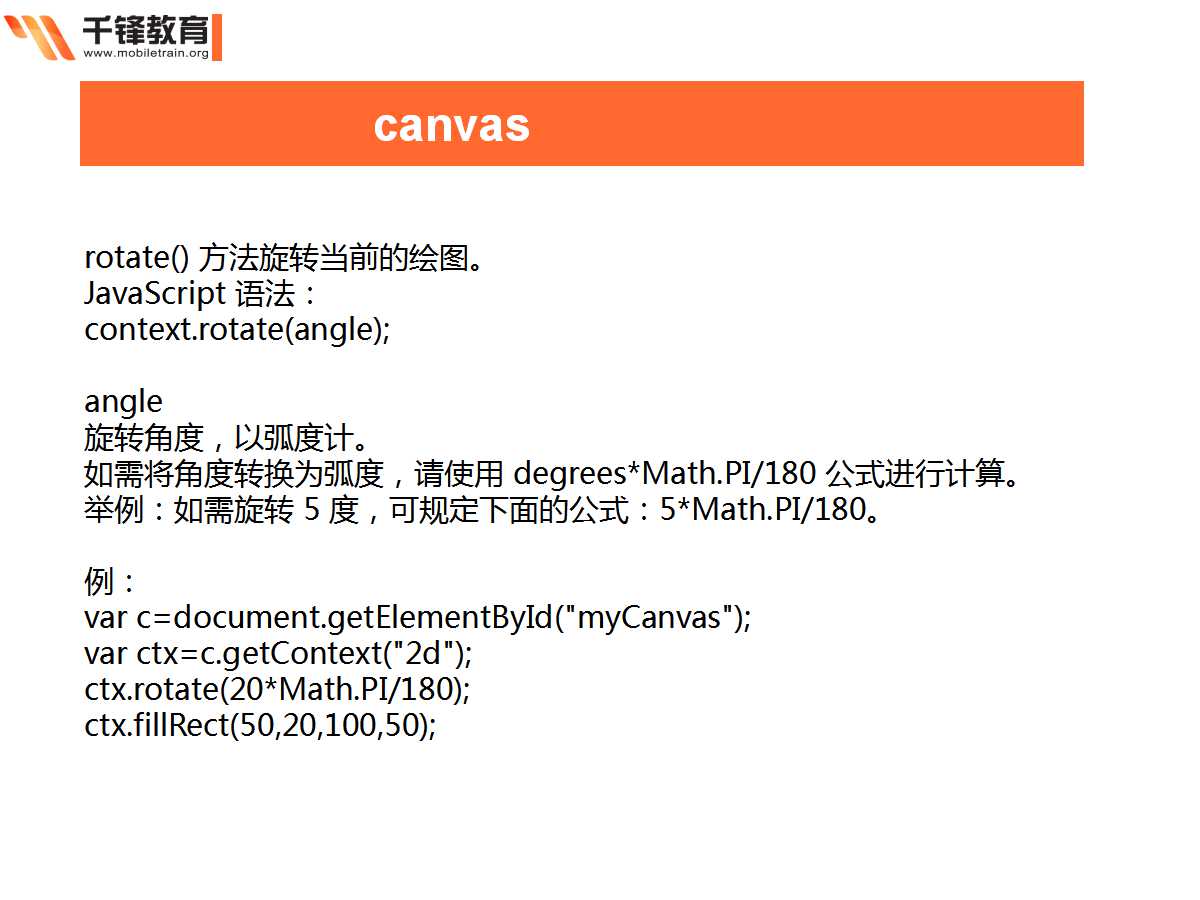 千锋教育
www.mobiletrain.org
canvas
rotate() 方法旋转当前的绘图。
JavaScript 语法：
context.rotate(angle);
angle
旋转角度，以弧度计。
如需将角度转换为弧度，请使用 degrees*Math.PI/180 公式进行计算。
举例：如需旋转 5 度，可规定下面的公式：5*Math.PI/180。
例：
var c=document.getElementById("myCanvas");
var ctx=c.getContext("2d");
ctx.rotate(20*Math.PI/180);
ctx.fillRect(50,20,100,50);